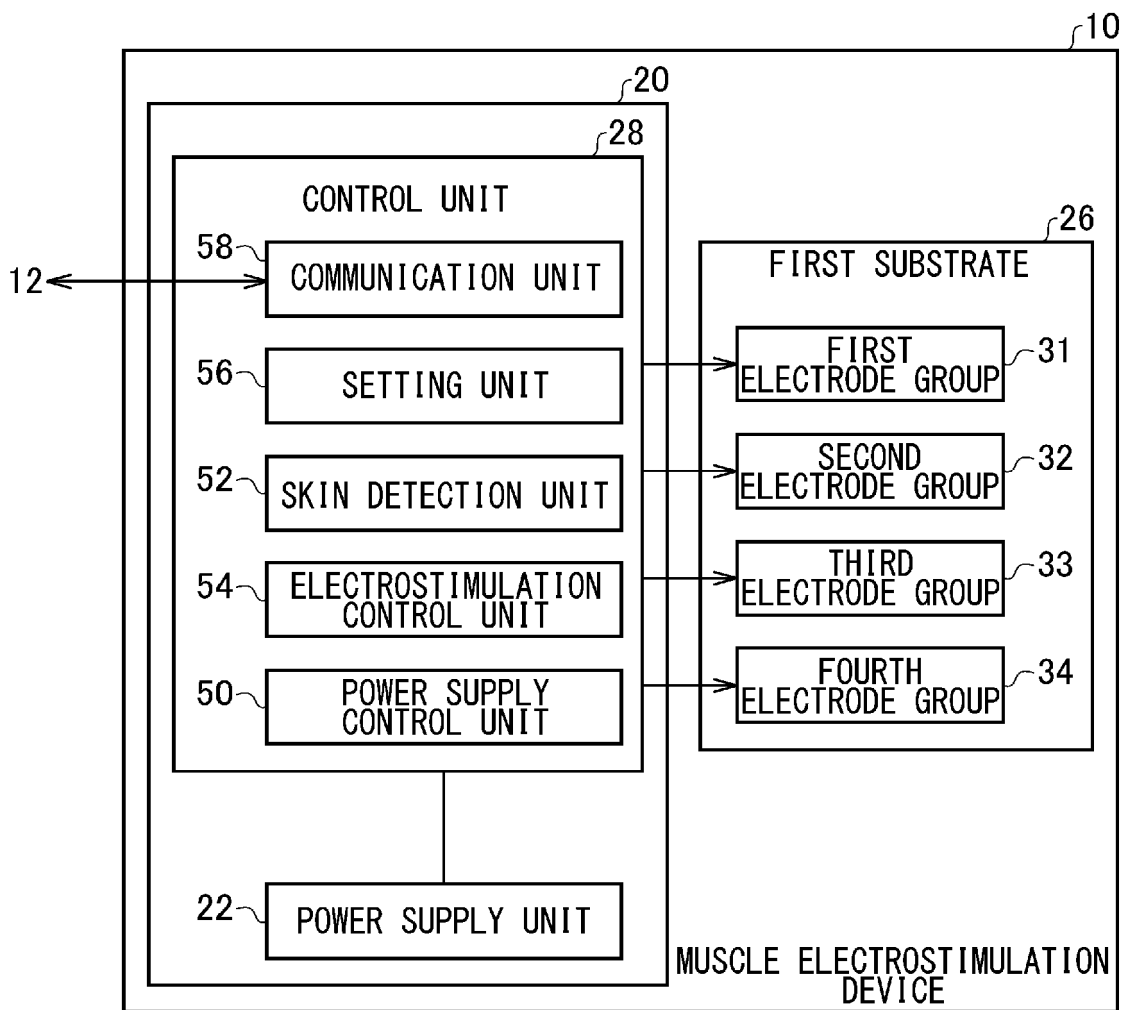 10
20
28
CONTROL UNIT
58
COMMUNICATION UNIT
12
56
SETTING UNIT
52
SKIN DETECTION UNIT
54
ELECTROSTIMULATION
CONTROL UNIT
50
POWER SUPPLY
CONTROL UNIT
22
POWER SUPPLY UNIT
26
FIRST SUBSTRATE
FIRST
ELECTRODE GROUP
31
SECOND
ELECTRODE GROUP
32
THIRD
ELECTRODE GROUP
33
FOURTH
ELECTRODE GROUP
34
MUSCLE ELECTROSTIMULATION
DEVICE